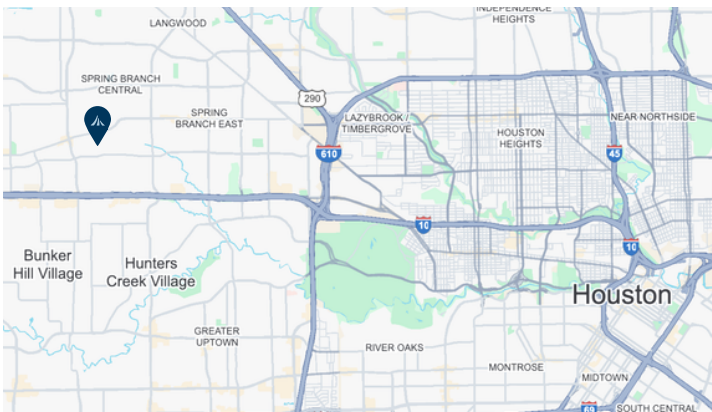 INDEPENDENCE
HEIGHTS
LANGWOOD
SPRING BRANCH
CENTRAL
290
SPRING
BRANCH EAST
LAZYBROOK /
TIMBERGROVE
NEAR NORTHSIDE
HOUSTON
HEIGHTS
610
45
10
10
Bunker
Hill Village
Hunters
Creek Village
Houston
GREATER
UPTOWN
RIVER OAKS
MONTROSE
MIDTOWN
69
SOUTH CENTRAL